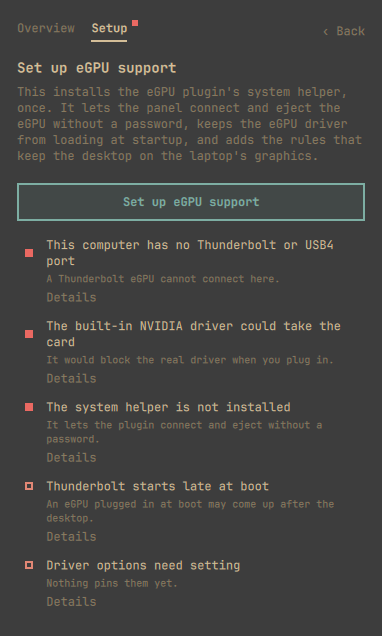 Overview Setup ‹ Back
Set up eGPU support
This installs the eGPU plugin's system helper,
once. It lets the panel connect and eject the
eGPU without a password, keeps the eGPU driver
from loading at startup, and adds the rules that
keep the desktop on the laptop's graphics.
Set up eGPU support
This computer has no Thunderbolt or USB4
port
A Thunderbolt eGPU cannot connect here.
Details
The built-in NVIDIA driver could take the
card
It would block the real driver when you plug in.
Details
The system helper is not installed
It lets the plugin connect and eject without a
password.
Details
Thunderbolt starts late at boot
An eGPU plugged in at boot may come up after the
desktop.
Details
Driver options need setting
Nothing pins them yet.
Details